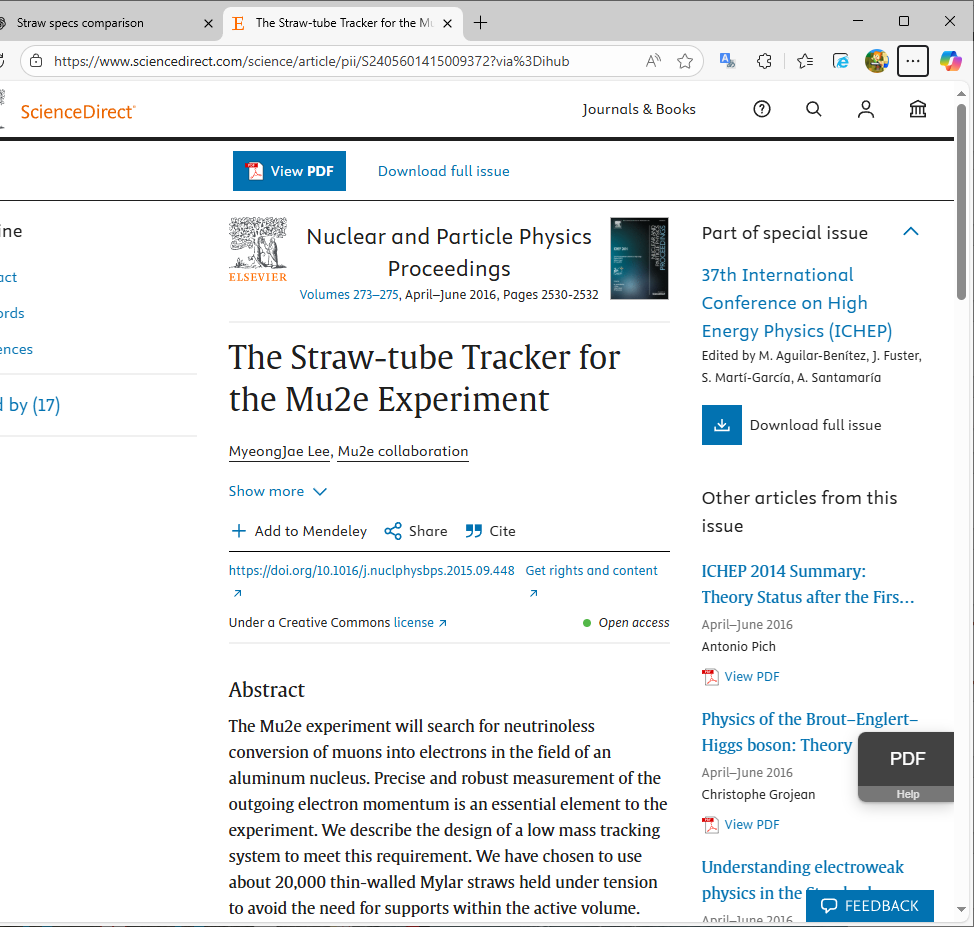 Straw specs comparison
The Straw-tube Tracker for the Mu
https://www.sciencedirect.com/science/article/pii/S2405601415009372?via%3Dihub
ScienceDirect
Journals & Books
View PDF
Download full issue
ine
act
ords
ences
d by (17)
ELSEVIER
Nuclear and Particle Physics
Proceedings
Volumes 273–275, April–June 2016, Pages 2530-2532
The Straw-tube Tracker for
the Mu2e Experiment
MyeongJae Lee, Mu2e collaboration
Show more
Add to Mendeley
Share
Cite
https://doi.org/10.1016/j.nuclphysbps.2015.09.448
Get rights and content
Under a Creative Commons license
Open access
Abstract
The Mu2e experiment will search for neutrinoless
conversion of muons into electrons in the field of an
aluminum nucleus. Precise and robust measurement of the
outgoing electron momentum is an essential element to the
experiment. We describe the design of a low mass tracking
system to meet this requirement. We have chosen to use
about 20,000 thin-walled Mylar straws held under tension
to avoid the need for supports within the active volume.
Part of special issue
37th International
Conference on High
Energy Physics (ICHEP)
Edited by M. Aguilar-Benítez, J. Fuster,
S. Martí-García, A. Santamaría
Download full issue
Other articles from this
issue
ICHEP 2014 Summary:
Theory Status after the Firs…
April–June 2016
Antonio Pich
View PDF
Physics of the Brout–Englert–
Higgs boson: Theory
April–June 2016
Christophe Grojean
View PDF
Understanding electroweak
physics in the
April–June 2016
PDF
Help
FEEDBACK